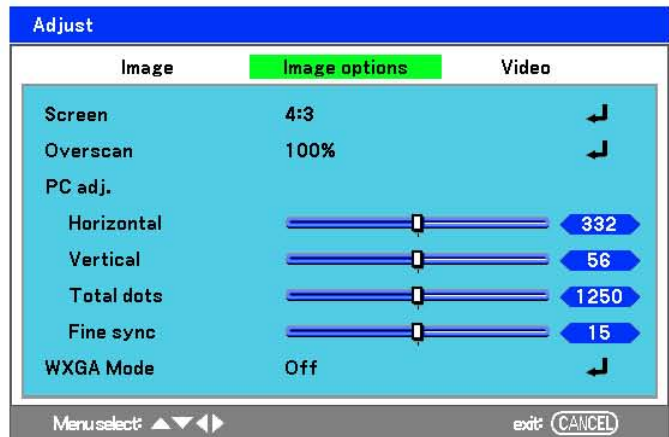 Adjust
Image Image options Video
Screen 4:3
Overscan 100%
PC adj.
Horizontal 332
Vertical 56
Total dots 1250
Fine sync 15
WXGA Mode Off
Menu select: ▲▼◀▶ exit: CANCEL